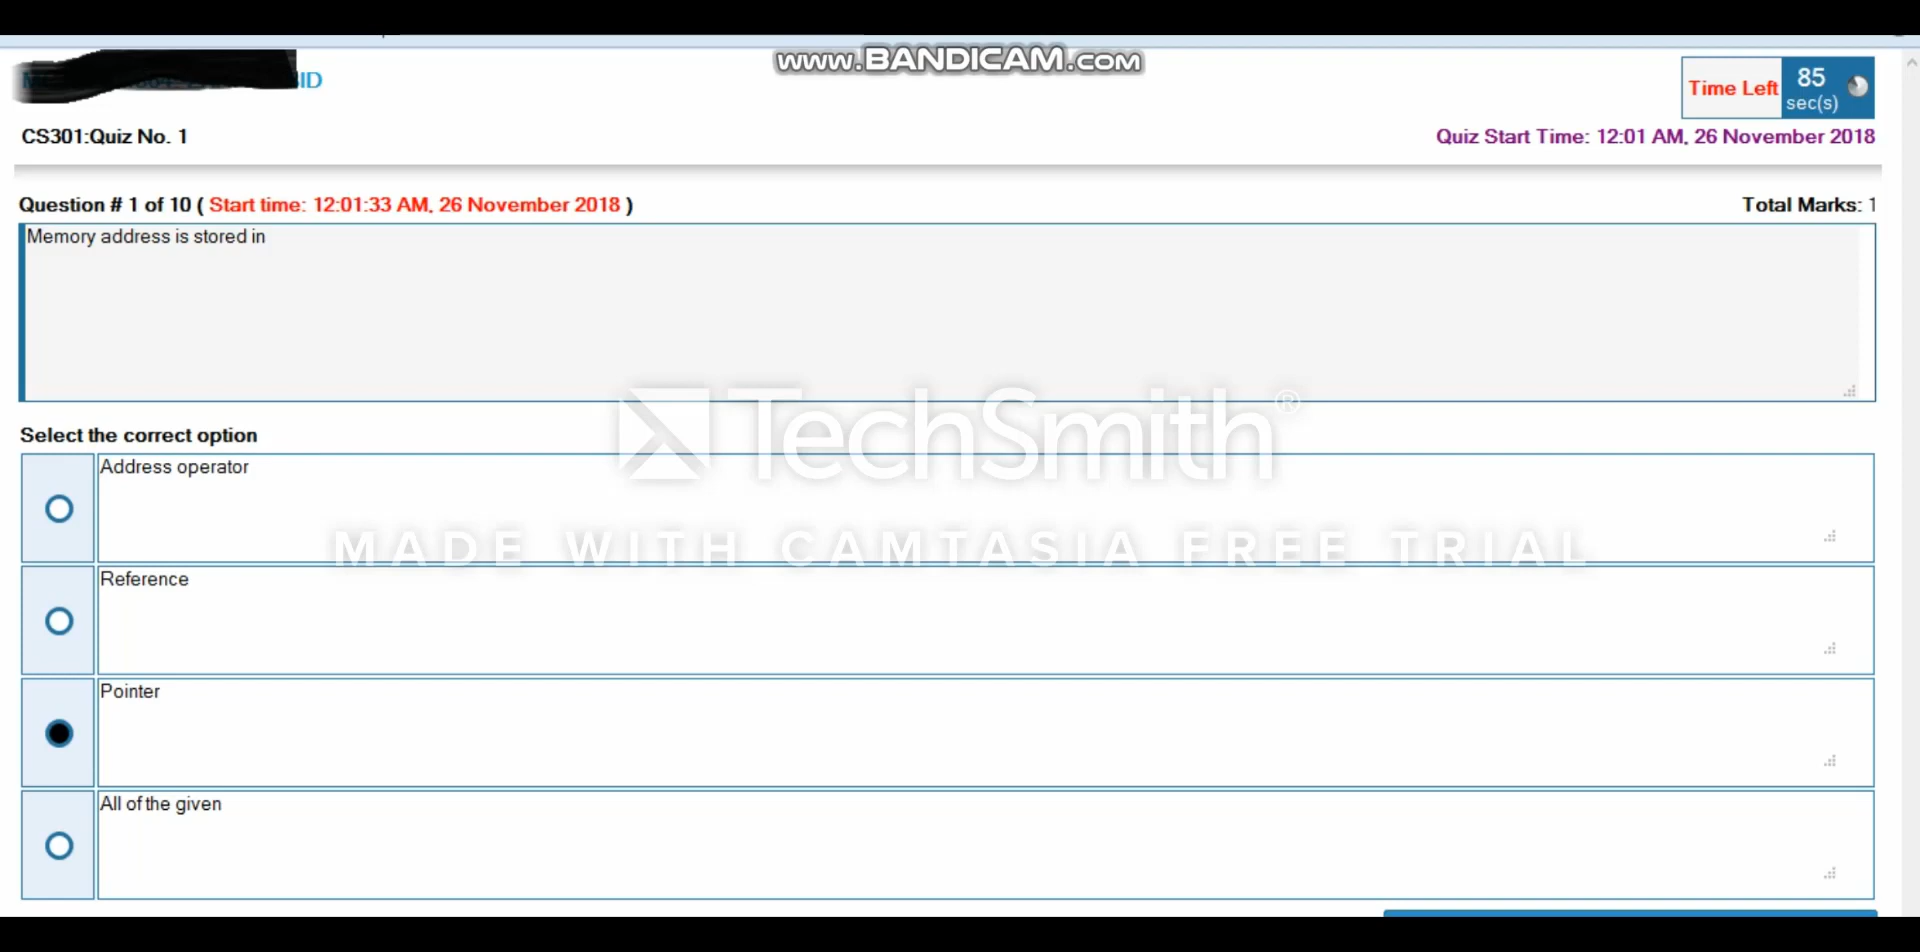 www.BANDICAM.com
ID
Time Left 85 sec(s)
CS301:Quiz No. 1
Quiz Start Time: 12:01 AM, 26 November 2018
Question # 1 of 10 ( Start time: 12:01:33 AM, 26 November 2018 )
Total Marks: 1
Memory address is stored in
TechSmith®
Select the correct option
Address operator
MADE WITH CAMTASIA FREE TRIAL
Reference
Pointer
All of the given